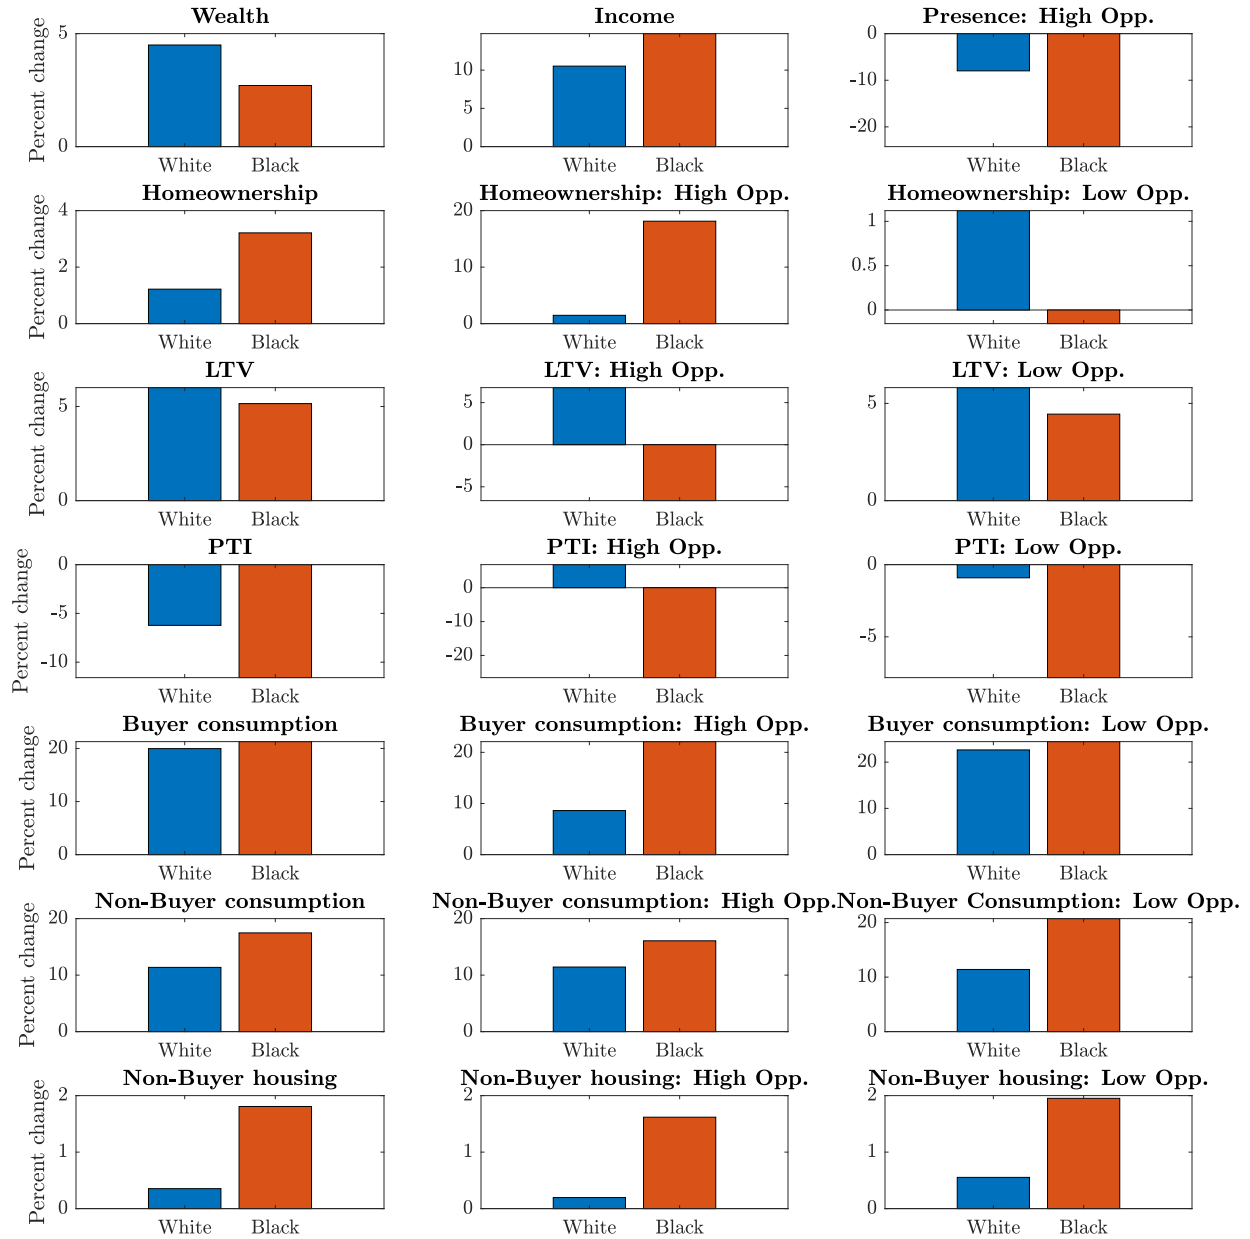 Wealth
Percent change
5
0
White Black
Income
10
5
0
White Black
Presence: High Opp.
0
-10
-20
White Black
Homeownership
Percent change
4
2
0
White Black
Homeownership: High Opp.
20
10
0
White Black
Homeownership: Low Opp.
1
0.5
0
White Black
LTV
Percent change
5
0
White Black
LTV: High Opp.
5
0
-5
White Black
LTV: Low Opp.
5
0
White Black
PTI
Percent change
0
-5
-10
White Black
PTI: High Opp.
0
-10
-20
White Black
PTI: Low Opp.
0
-5
White Black
Buyer consumption
Percent change
20
10
0
White Black
Buyer consumption: High Opp.
20
10
0
White Black
Buyer consumption: Low Opp.
20
10
0
White Black
Non-Buyer consumption
Percent change
20
10
0
White Black
Non-Buyer consumption: High Opp.
20
10
0
White Black
Non-Buyer Consumption: Low Opp.
20
10
0
White Black
Non-Buyer housing
Percent change
2
1
0
White Black
Non-Buyer housing: High Opp.
2
1
0
White Black
Non-Buyer housing: Low Opp.
2
1
0
White Black